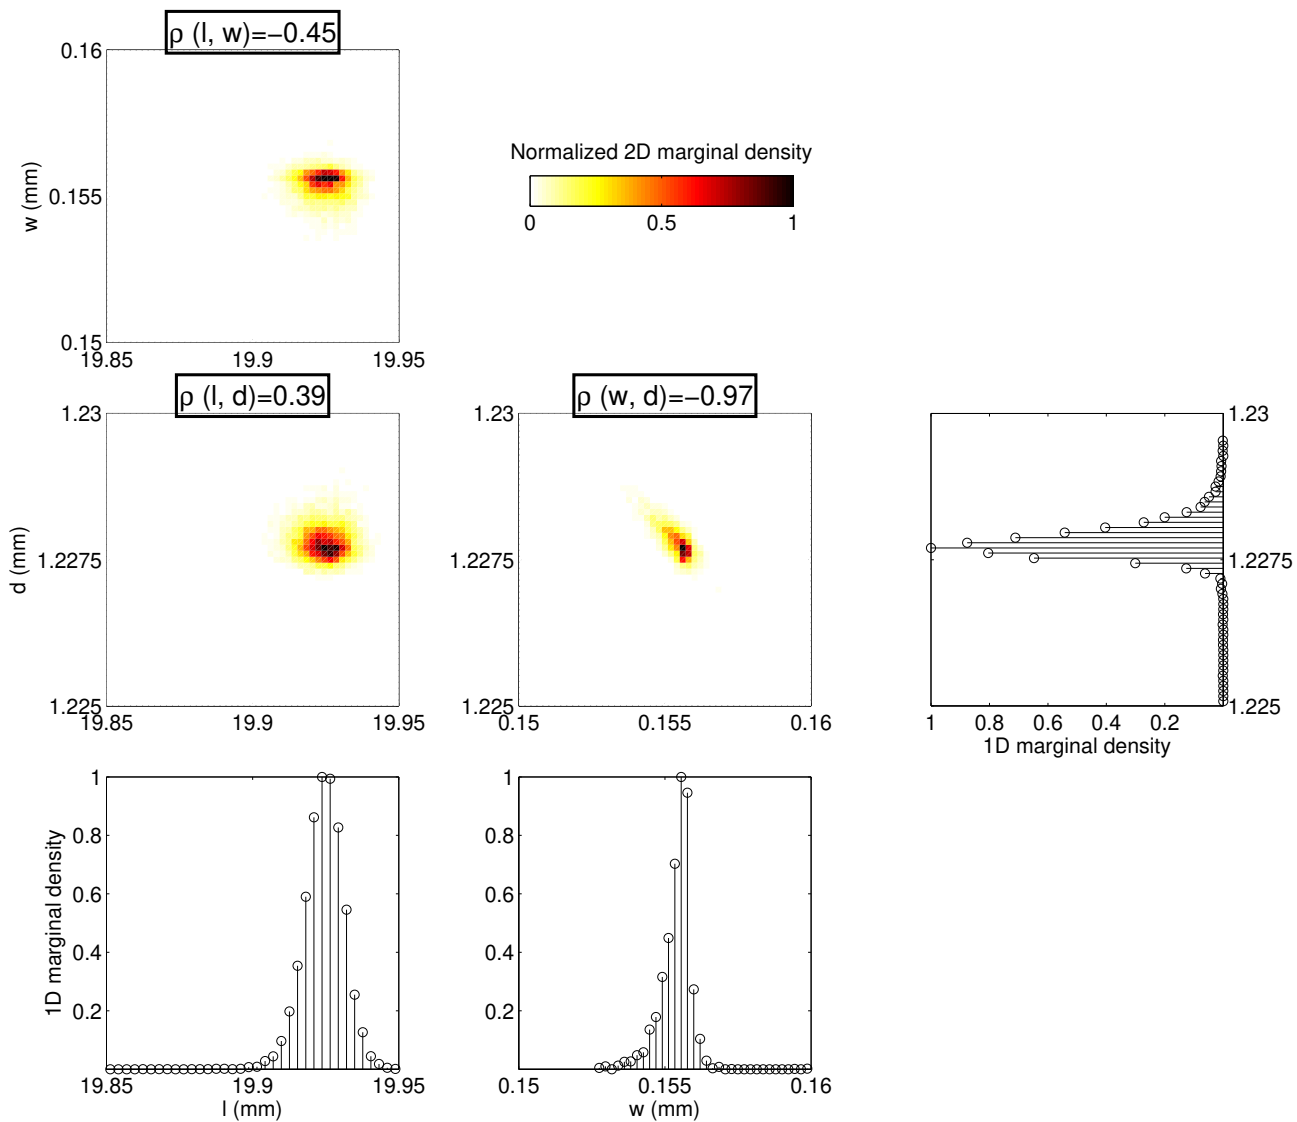 ρ (l, w)=−0.45
0.16
w (mm)
0.155
0.15
19.85 19.9 19.95
Normalized 2D marginal density
0 0.5 1
ρ (l, d)=0.39
1.23
d (mm)
1.2275
1.225
19.85 19.9 19.95
ρ (w, d)=−0.97
1.23
1.2275
1.225
0.15 0.155 0.16
1.23
1.2275
1.225
1 0.8 0.6 0.4 0.2
1D marginal density
1
0.8
0.6
0.4
0.2
1D marginal density
19.85 19.9 19.95
l (mm)
1
0.8
0.6
0.4
0.2
0.15 0.155 0.16
w (mm)